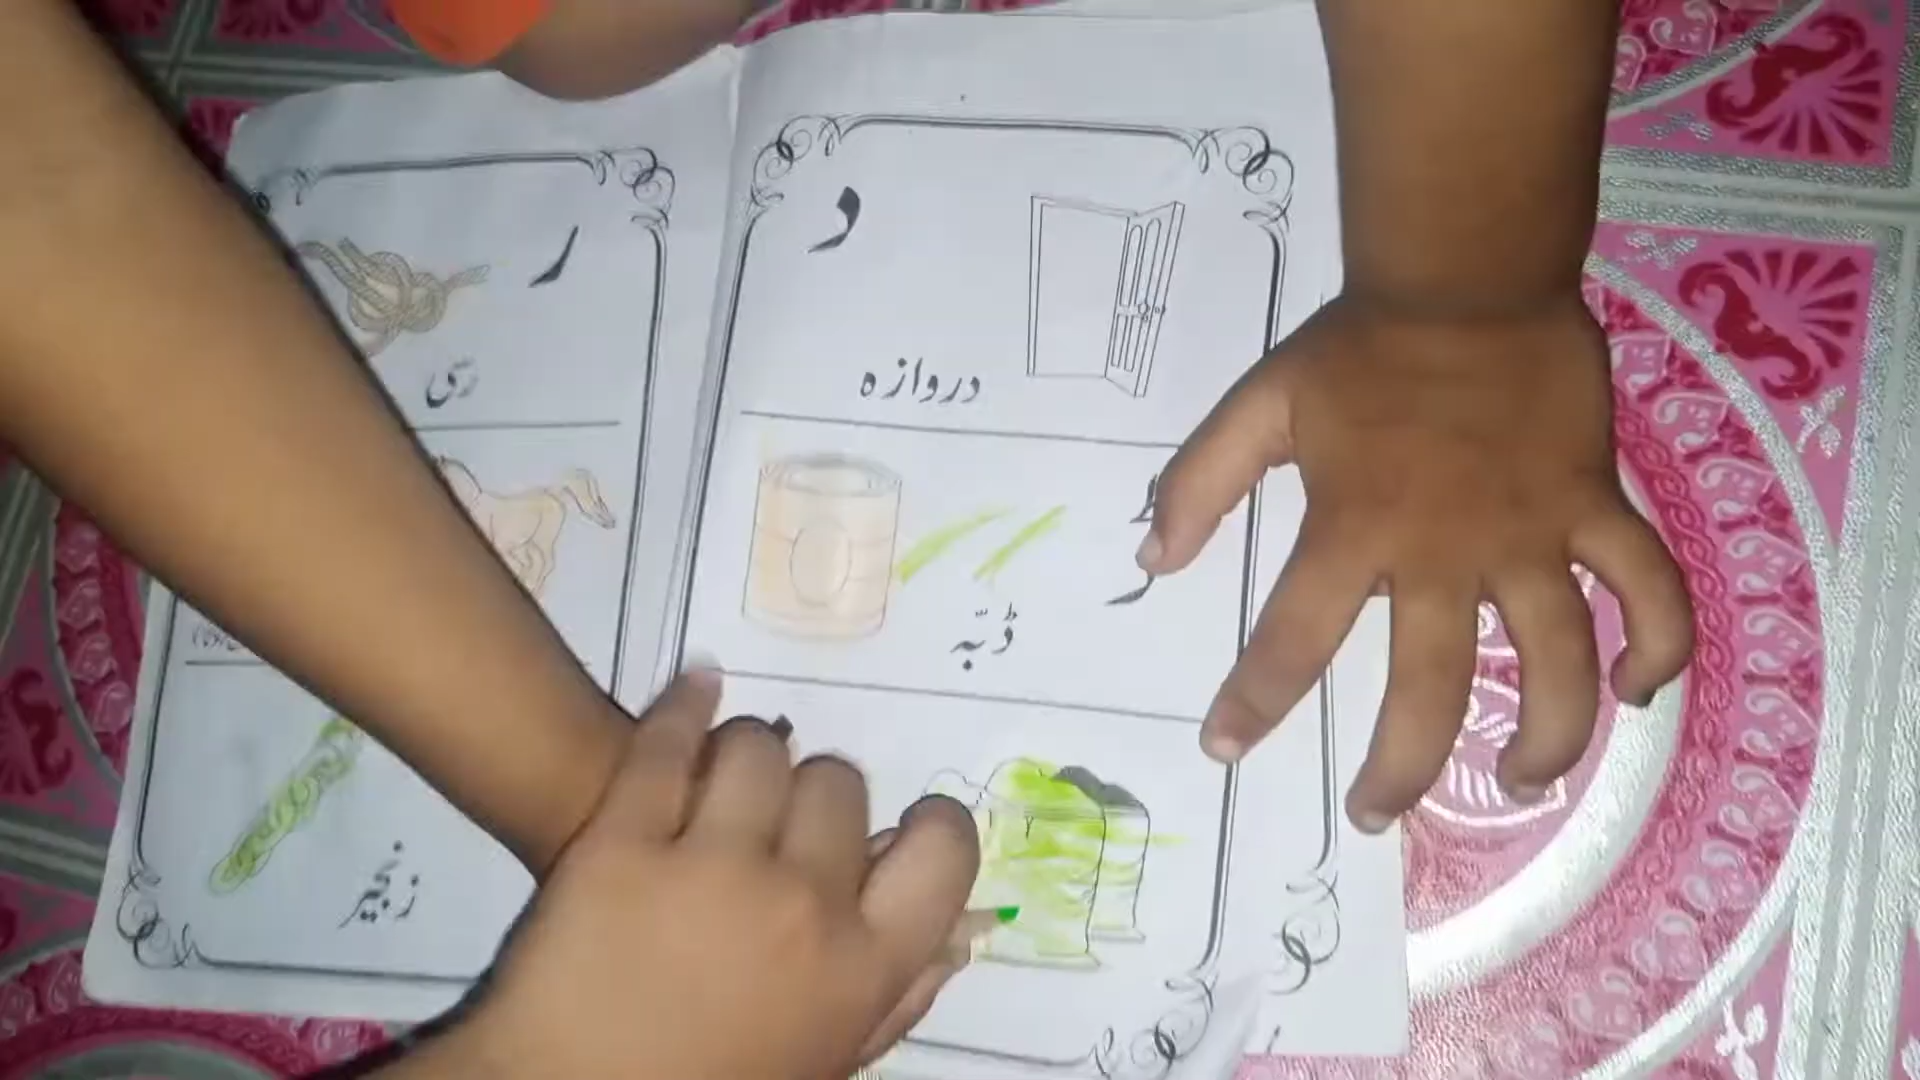 د
دروازہ
ڈبّہ
ر
رسی
زنجیر